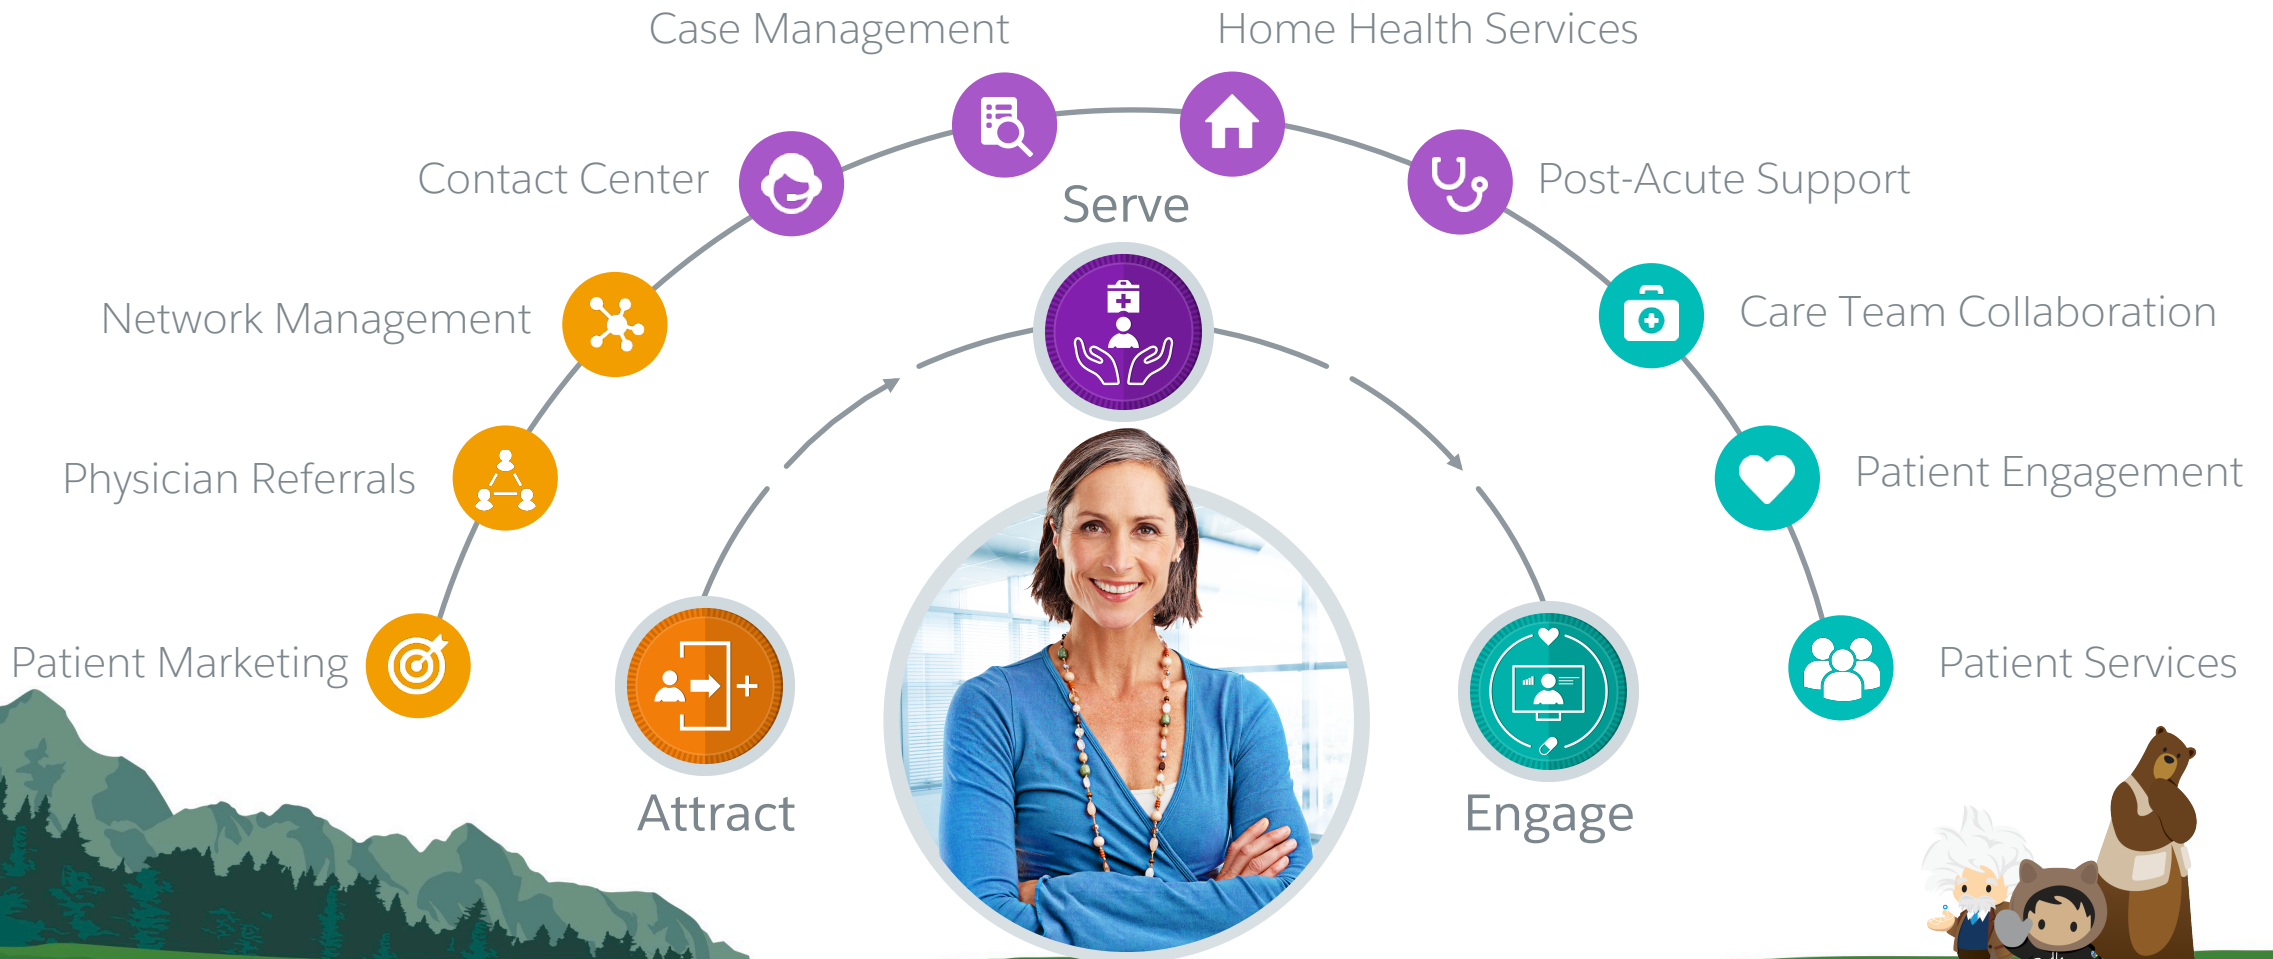 Case Management
Home Health Services
Contact Center
Post-Acute Support
Serve
Network Management
Care Team Collaboration
Physician Referrals
Patient Engagement
Patient Marketing
Patient Services
Attract
Engage